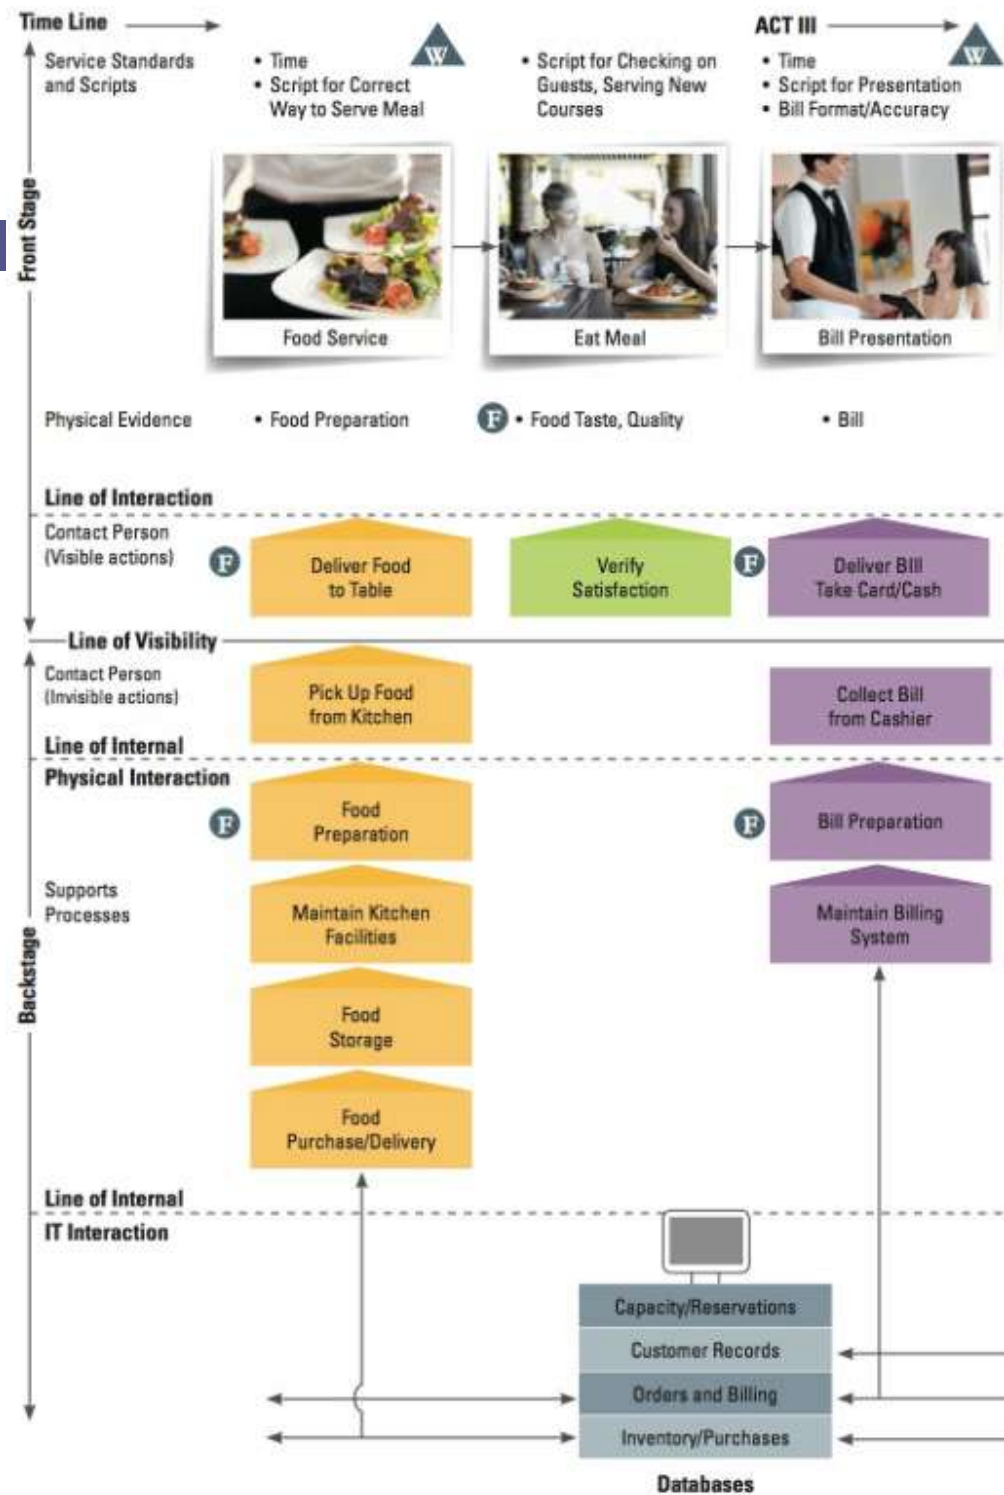 Time Line
ACT III
W
W
Service Standards
and Scripts
• Time
• Script for Correct
Way to Serve Meal
• Script for Checking on
Guests, Serving New
Courses
• Time
• Script for Presentation
• Bill Format/Accuracy
Front Stage
Food Service
Eat Meal
Bill Presentation
Physical Evidence
• Food Preparation
F
• Food Taste, Quality
• Bill
Line of Interaction
Contact Person
(Visible actions)
F
Deliver Food
to Table
Verify
Satisfaction
F
Deliver Bill
Take Card/Cash
Line of Visibility
Contact Person
(Invisible actions)
Pick Up Food
from Kitchen
Collect Bill
from Cashier
Line of Internal
Physical Interaction
F
Food
Preparation
F
Bill Preparation
Supports
Processes
Maintain Kitchen
Facilities
Maintain Billing
System
Backstage
Food
Storage
Food
Purchase/Delivery
Line of Internal
IT Interaction
Capacity/Reservations
Customer Records
Orders and Billing
Inventory/Purchases
Databases